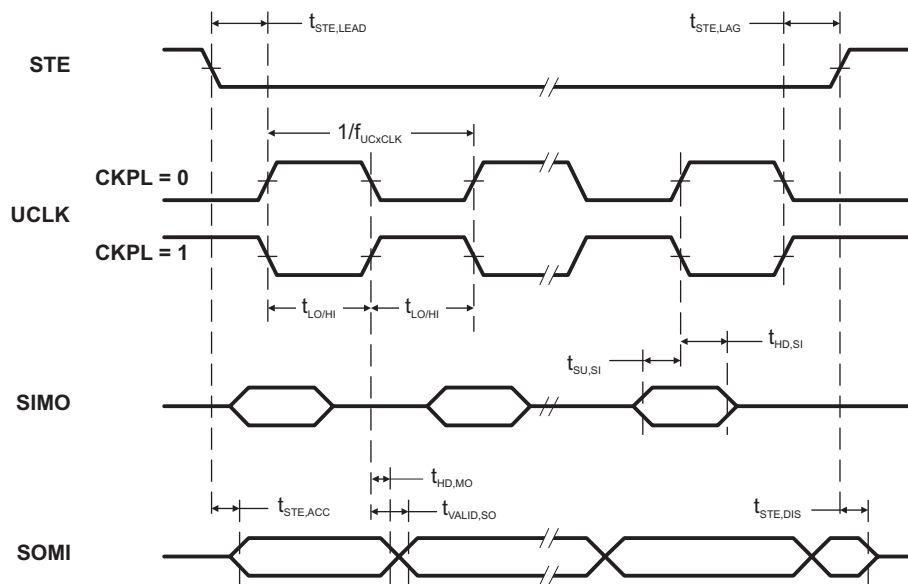 tSTE,LEAD
tSTE,LAG
STE
1/fUCxCLK
CKPL = 0
UCLK
CKPL = 1
tLO/HI
tLO/HI
tHD,SI
tSU,SI
SIMO
tHD,MO
tSTE,ACC
tVALID,SO
tSTE,DIS
SOMI